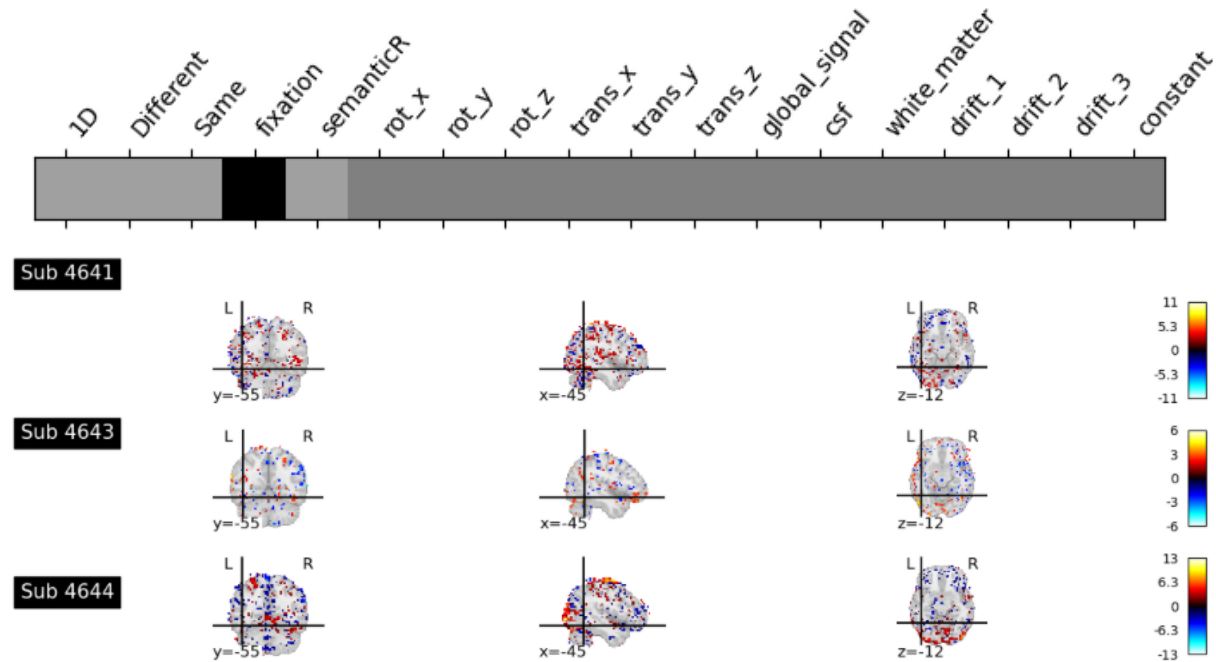 1D Different Same fixation semanticR rot_x rot_y rot_z trans_x trans_y trans_z global_signal csf white_matter drift_1 drift_2 drift_3 constant
Sub 4641
L R L R
11
5.3
0
-5.3
-11
y=-55 x=-45 z=-12
Sub 4643
L R L R
6
3
0
-3
-6
y=-55 x=-45 z=-12
Sub 4644
L R L R
13
6.3
0
-6.3
-13
y=-55 x=-45 z=-12